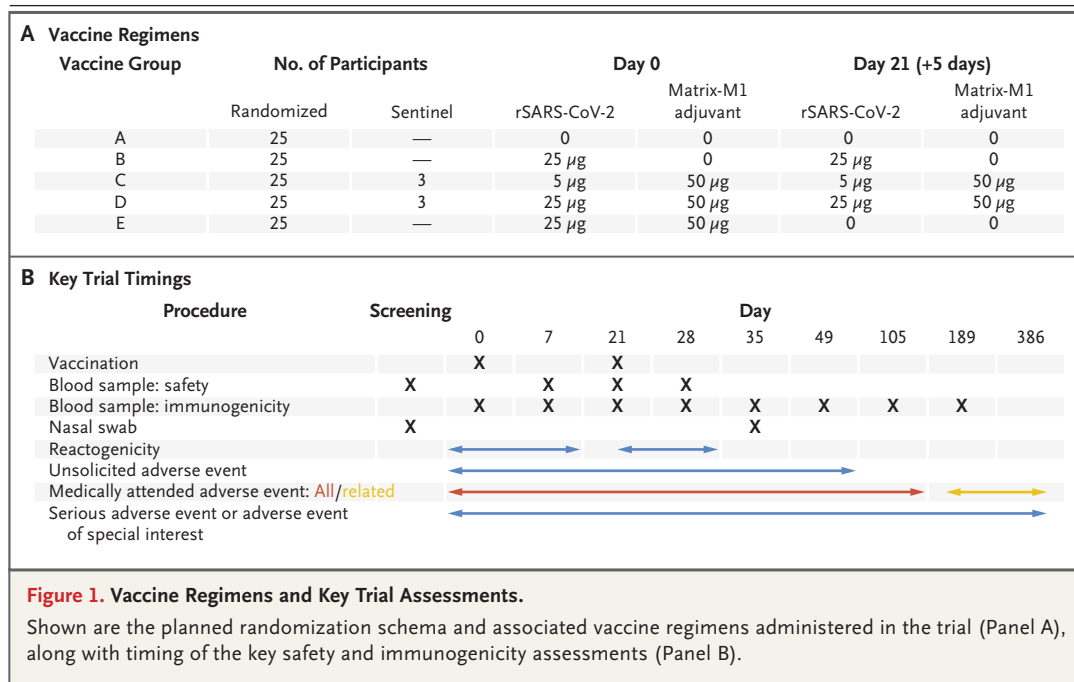 A Vaccine Regimens
Vaccine Group No. of Participants Day 0 Day 21 (+5 days)
Randomized Sentinel rSARS-CoV-2 Matrix-M1 adjuvant rSARS-CoV-2 Matrix-M1 adjuvant
A 25 — 0 0 0 0
B 25 — 25 µg 0 25 µg 0
C 25 3 5 µg 50 µg 5 µg 50 µg
D 25 3 25 µg 50 µg 25 µg 50 µg
E 25 — 25 µg 50 µg 0 0
B Key Trial Timings
Procedure Screening Day
0 7 21 28 35 49 105 189 386
Vaccination X X
Blood sample: safety X X X X
Blood sample: immunogenicity X X X X X X X X
Nasal swab X X
Reactogenicity
Unsolicited adverse event
Medically attended adverse event: All/related
Serious adverse event or adverse event
of special interest
Figure 1. Vaccine Regimens and Key Trial Assessments.
Shown are the planned randomization schema and associated vaccine regimens administered in the trial (Panel A),
along with timing of the key safety and immunogenicity assessments (Panel B).